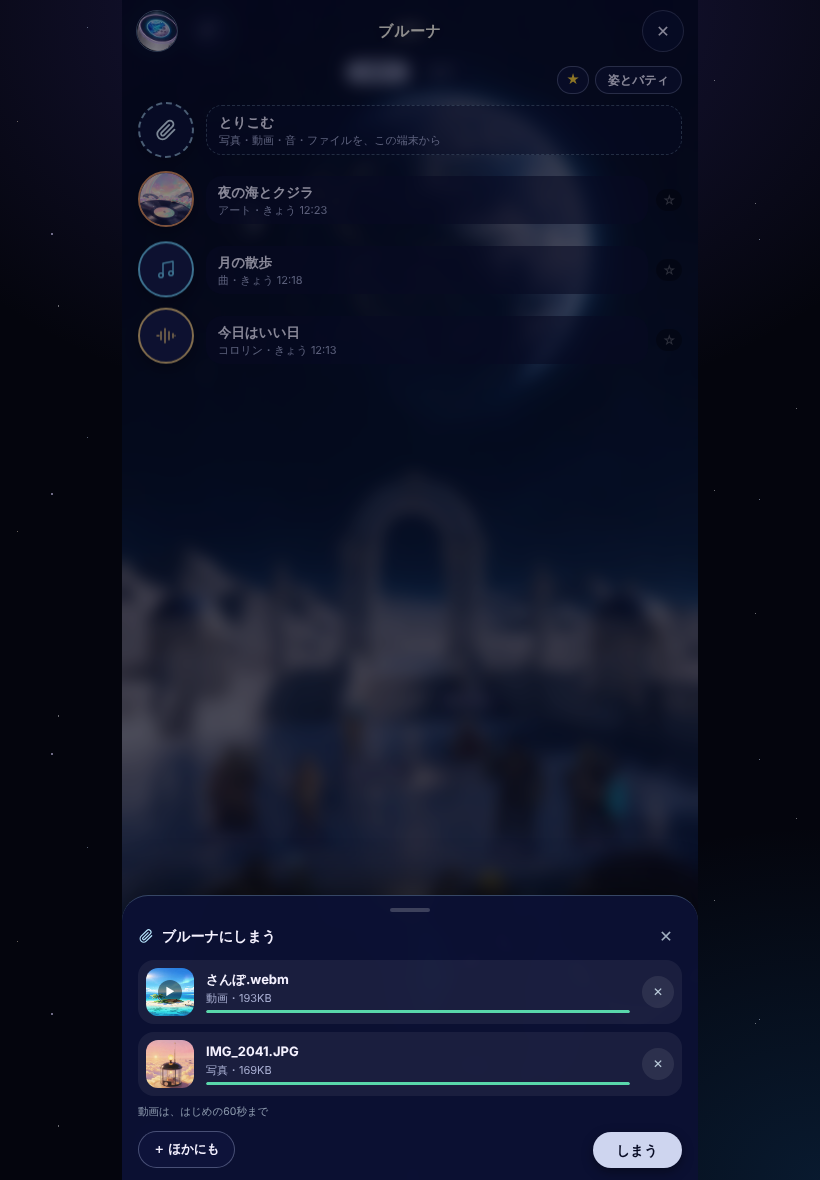 ブルーナ
★ 姿とパティ
とりこむ
写真・動画・音・ファイルを、この端末から
夜の海とクジラ
アート・きょう 12:23
月の散歩
曲・きょう 12:18
今日はいい日
コロリン・きょう 12:13
ブルーナにしまう
さんぽ.webm
動画・193KB
IMG_2041.JPG
写真・169KB
動画は、はじめの60秒まで
+ ほかにも
しまう